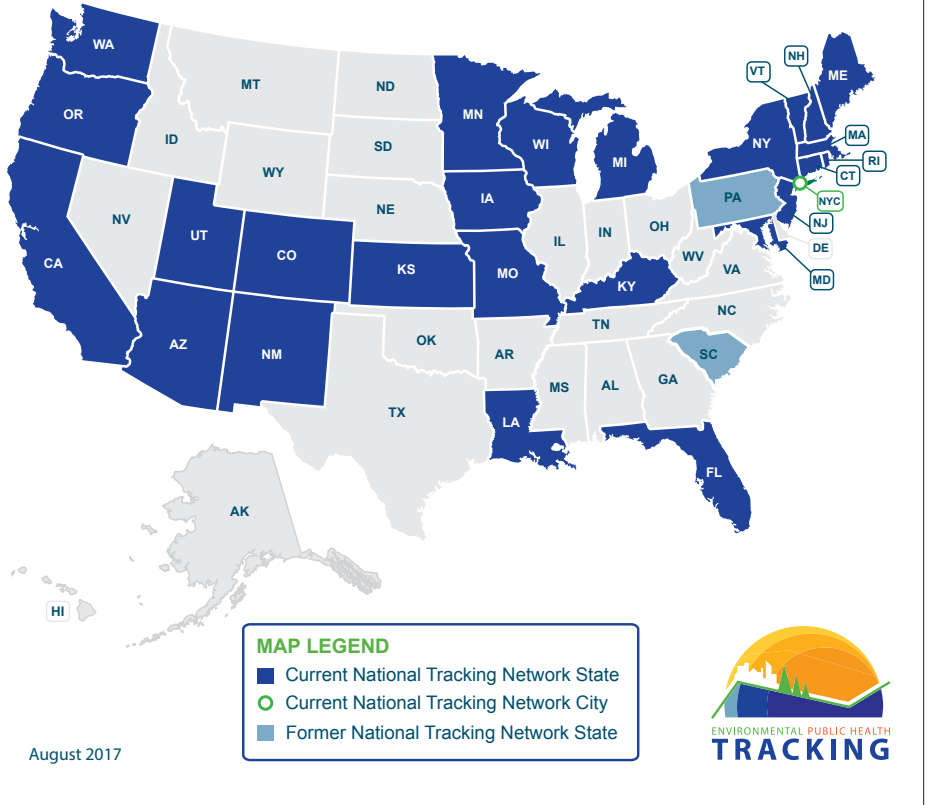 WA
MT
ND
MN
VT
NH
ME
OR
ID
SD
WI
MI
NY
MA
RI
CT
WY
NE
IA
PA
NYC
NV
UT
CO
KS
MO
IL
IN
OH
WV
VA
KY
NJ
DE
MD
CA
AZ
NM
OK
AR
TN
NC
SC
MS
AL
GA
TX
LA
FL
AK
HI
MAP LEGEND
Current National Tracking Network State
Current National Tracking Network City
Former National Tracking Network State
August 2017
ENVIRONMENTAL PUBLIC HEALTH
TRACKING